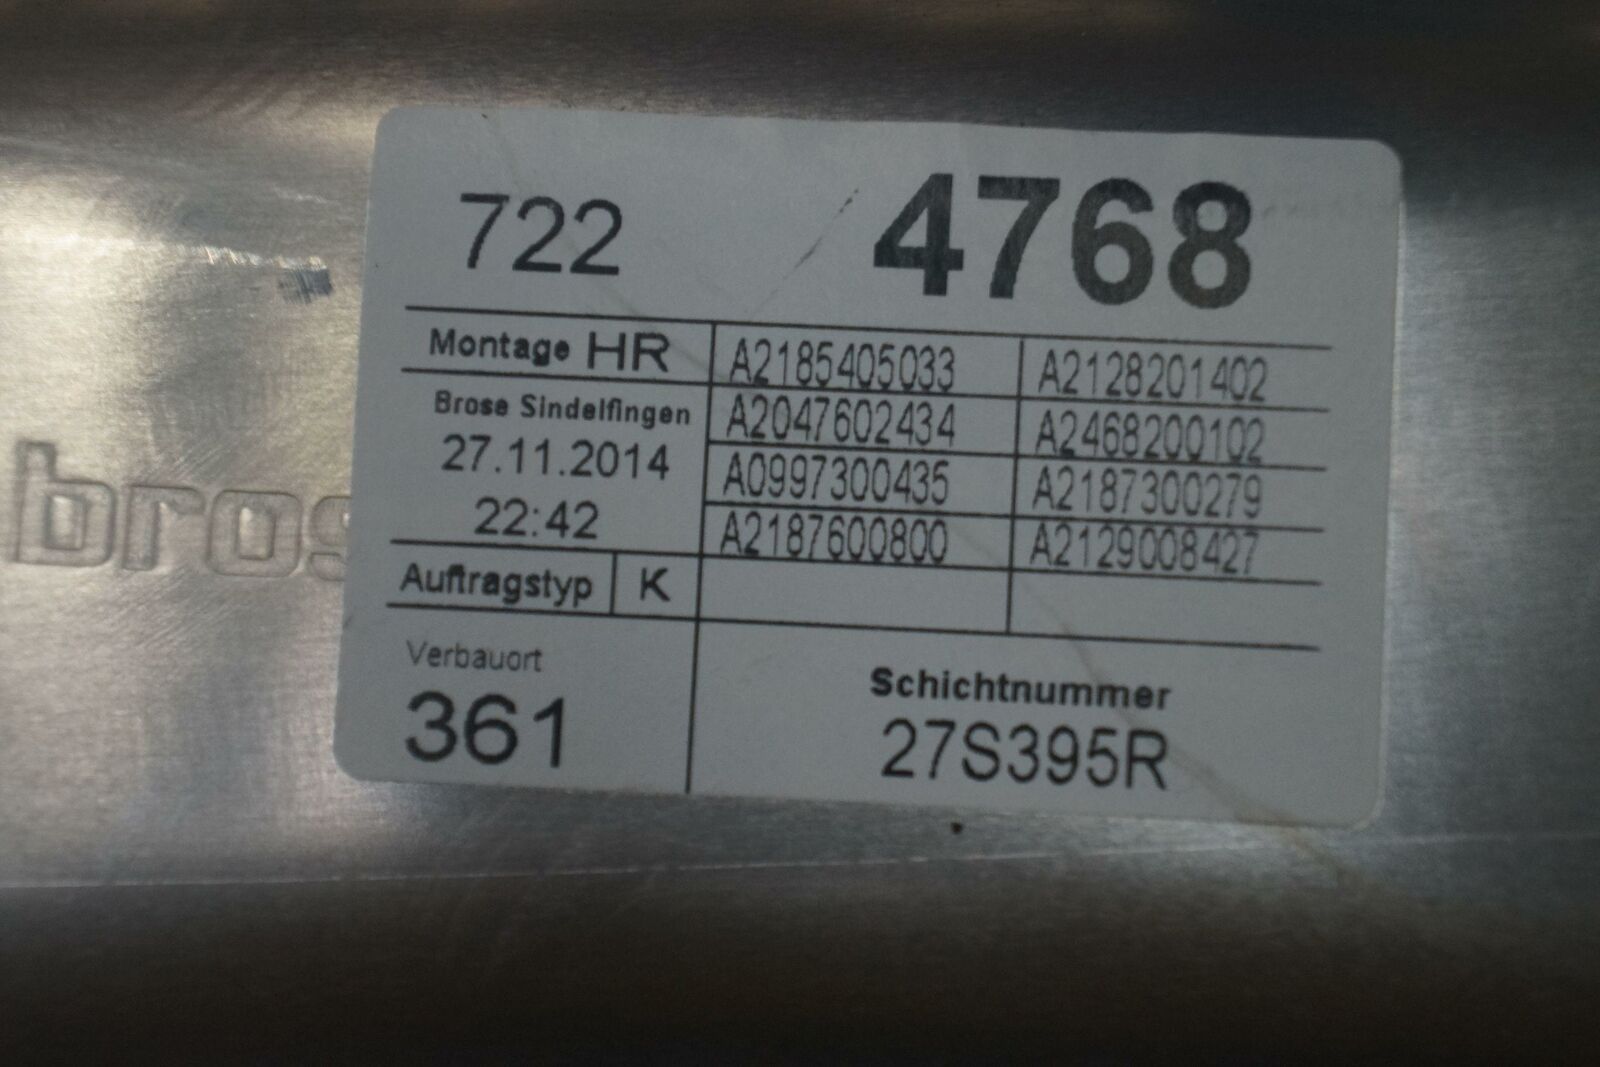 722 4768
Montage HR A2185405033 A2128201402
Brose Sindelfingen A2047602434 A2468200102
27.11.2014 A0997300435 A2187300279
22:42 A2187600800 A2129008427
Auftragstyp K
Verbauort Schichtnummer
361 27S395R
bros